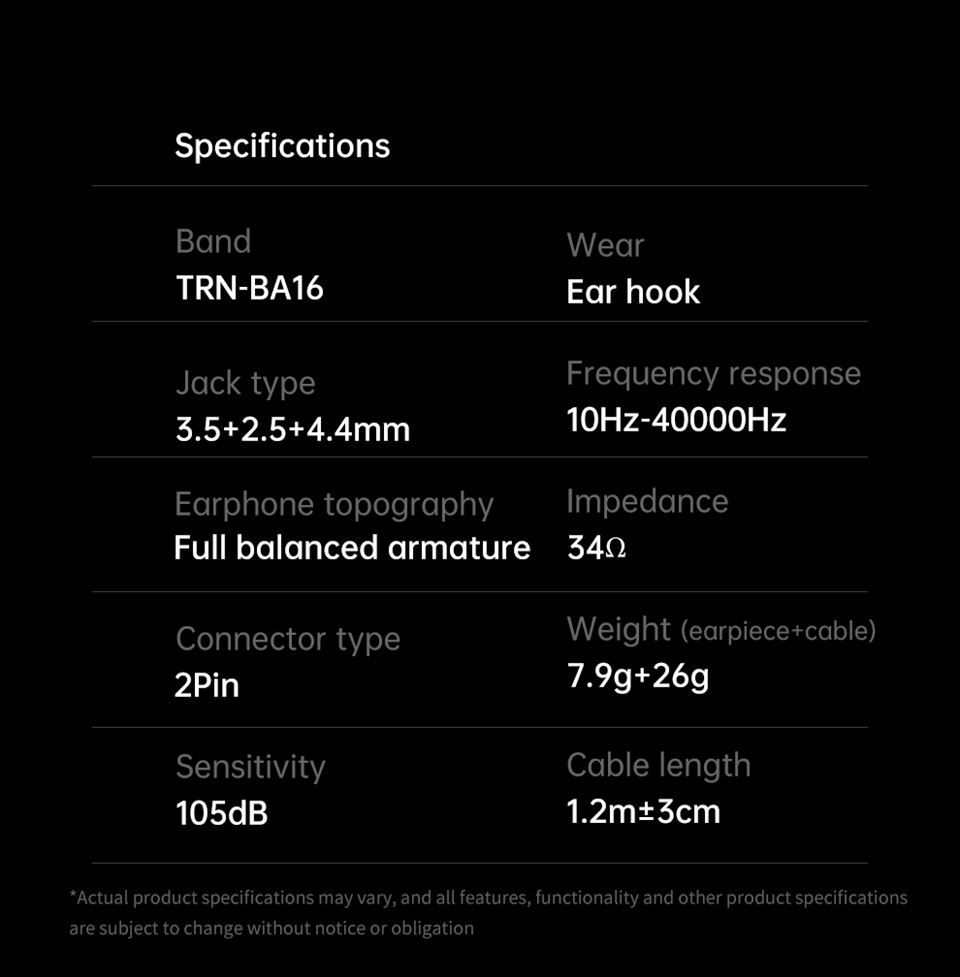 Specifications
Band
Wear
TRN-BA16
Ear hook
Jack type
Frequency response
3.5+2.5+4.4mm
10Hz-40000Hz
Earphone topography
Impedance
Full balanced armature
34Ω
Connector type
Weight (earpiece+cable)
2Pin
7.9g+26g
Sensitivity
Cable length
105dB
1.2m±3cm
*Actual product specifications may vary, and all features, functionality and other product specifications
are subject to change without notice or obligation